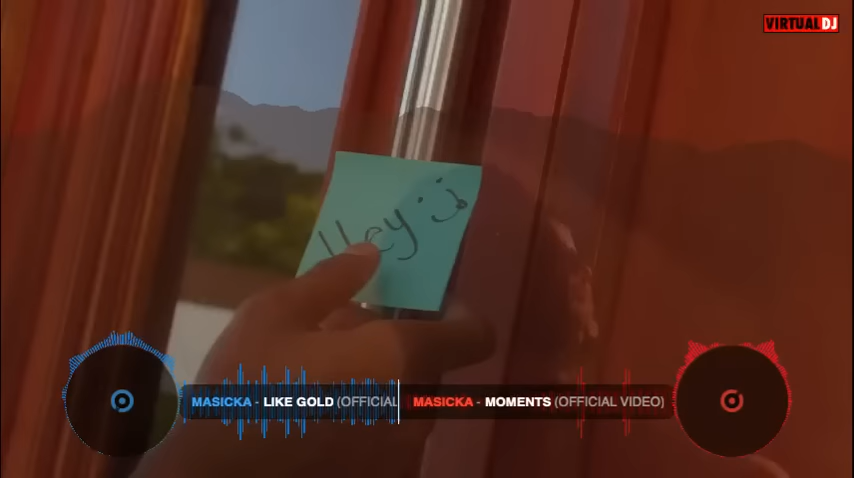 VIRTUALDJ
Hey
MASICKA - LIKE GOLD (OFFICIAL
MASICKA - MOMENTS (OFFICIAL VIDEO)